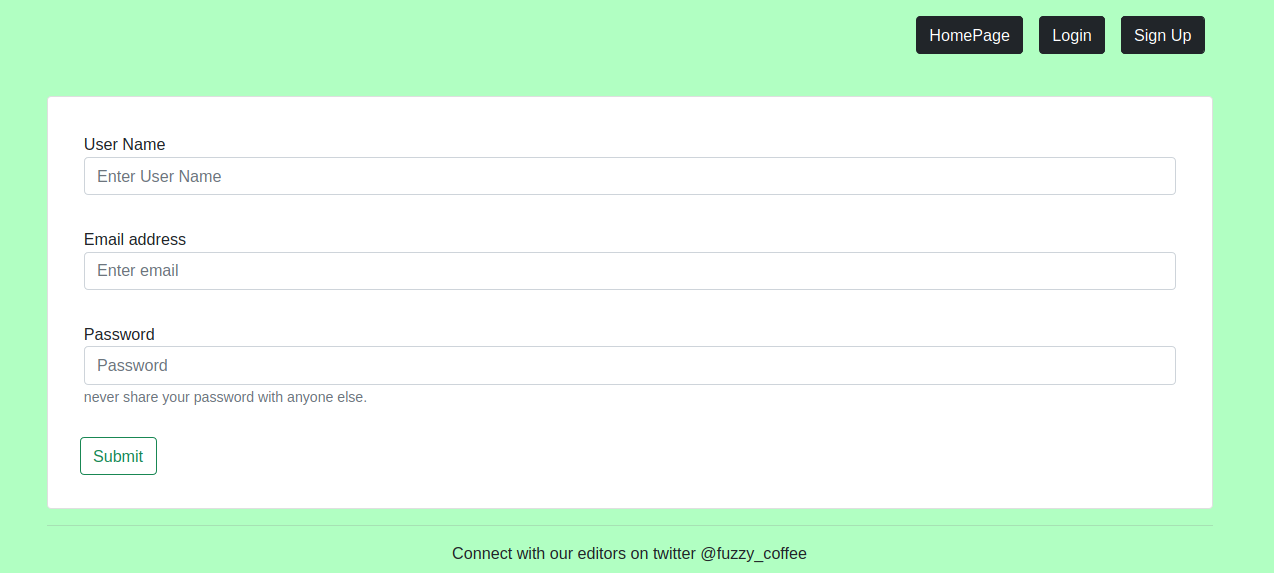 HomePage Login Sign Up
User Name
Enter User Name
Email address
Enter email
Password
Password
never share your password with anyone else.
Submit
Connect with our editors on twitter @fuzzy_coffee